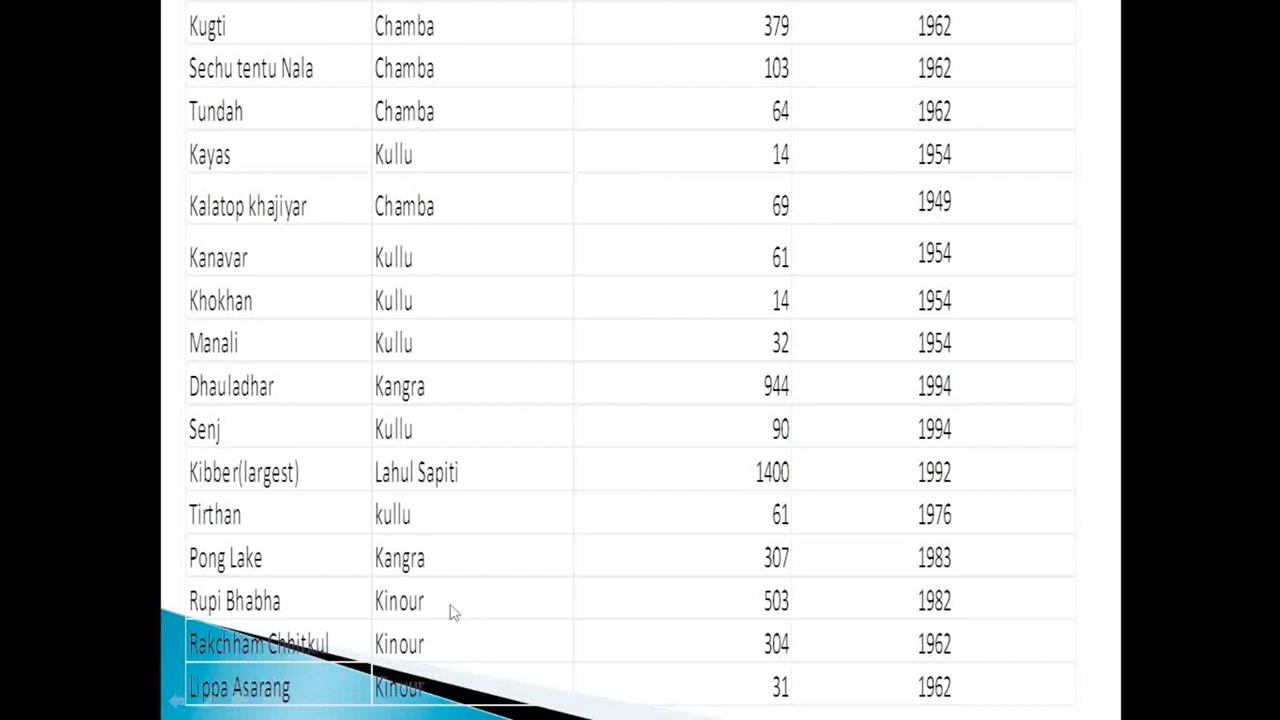 Kugti Chamba 379 1962
Sechu tentu Nala Chamba 103 1962
Tundah Chamba 64 1962
Kayas Kullu 14 1954
Kalatop khajiyar Chamba 69 1949
Kanavar Kullu 61 1954
Khokhan Kullu 14 1954
Manali Kullu 32 1954
Dhauladhar Kangra 944 1994
Senj Kullu 90 1994
Kibber(largest) Lahul Sapiti 1400 1992
Tirthan kullu 61 1976
Pong Lake Kangra 307 1983
Rupi Bhabha Kinour 503 1982
Rakchham Chhitkul Kinour 304 1962
Lippa Asarang Kinour 31 1962